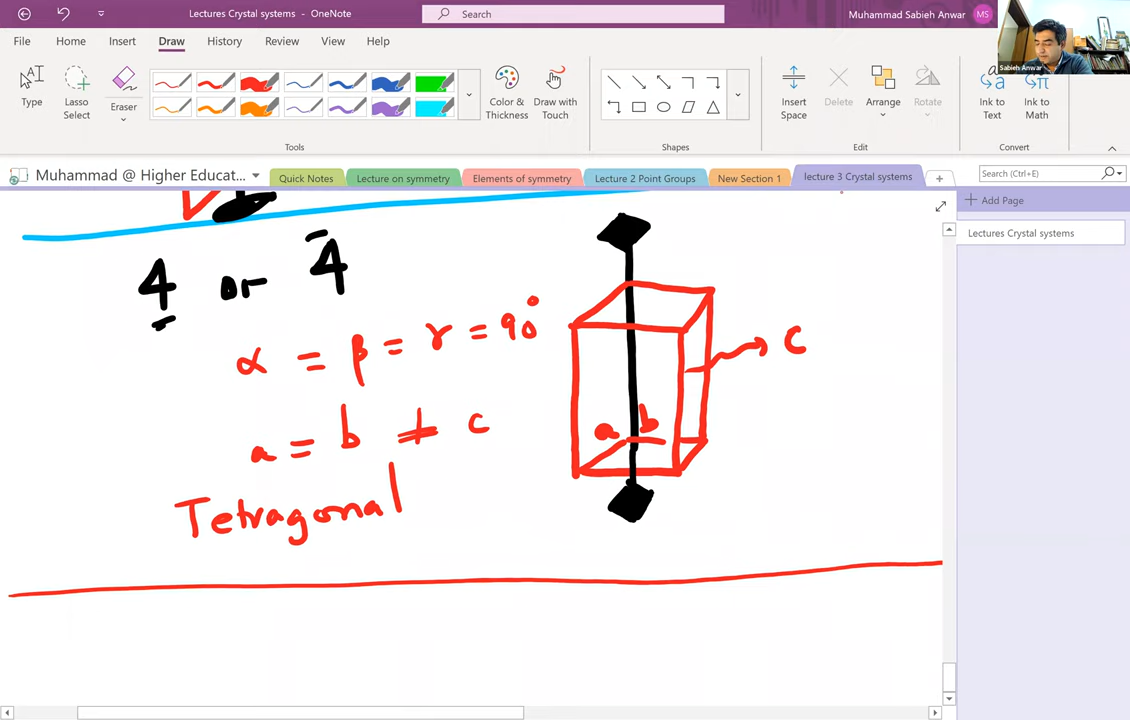 Lectures Crystal systems - OneNote
Search
Muhammad Sabieh Anwar
MS
File Home Insert Draw History Review View Help
Sabieh Anwar
Type
Lasso Select
Eraser
Color & Thickness
Draw with Touch
Insert Space
Delete
Arrange
Rotate
Ink to Text
Ink to Math
Tools
Shapes
Edit
Convert
Muhammad @ Higher Educat...
Quick Notes
Lecture on symmetry
Elements of symmetry
Lecture 2 Point Groups
New Section 1
lecture 3 Crystal systems
Search (Ctrl+E)
Add Page
Lectures Crystal systems
4 or 4̄
α = β = γ = 90°
a = b ≠ c
Tetragonal
a b
c